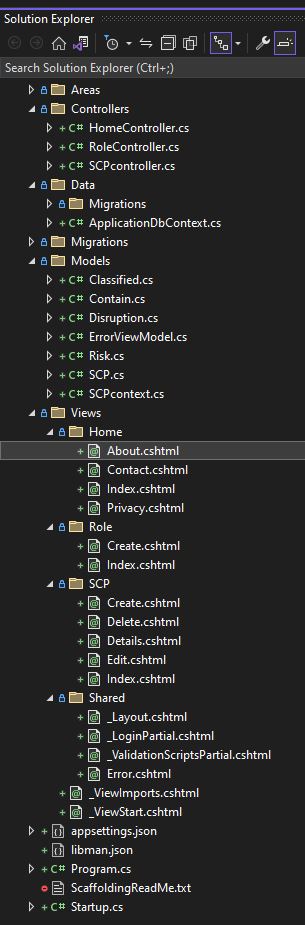 Solution Explorer
Search Solution Explorer (Ctrl+;)
Areas
Controllers
C# HomeController.cs
C# RoleController.cs
C# SCPcontroller.cs
Data
Migrations
C# ApplicationDbContext.cs
Migrations
Models
C# Classified.cs
C# Contain.cs
C# Disruption.cs
C# ErrorViewModel.cs
C# Risk.cs
C# SCP.cs
C# SCPcontext.cs
Views
Home
About.cshtml
Contact.cshtml
Index.cshtml
Privacy.cshtml
Role
Create.cshtml
Index.cshtml
SCP
Create.cshtml
Delete.cshtml
Details.cshtml
Edit.cshtml
Index.cshtml
Shared
_Layout.cshtml
_LoginPartial.cshtml
_ValidationScriptsPartial.cshtml
Error.cshtml
_ViewImports.cshtml
_ViewStart.cshtml
appsettings.json
libman.json
C# Program.cs
ScaffoldingReadMe.txt
C# Startup.cs